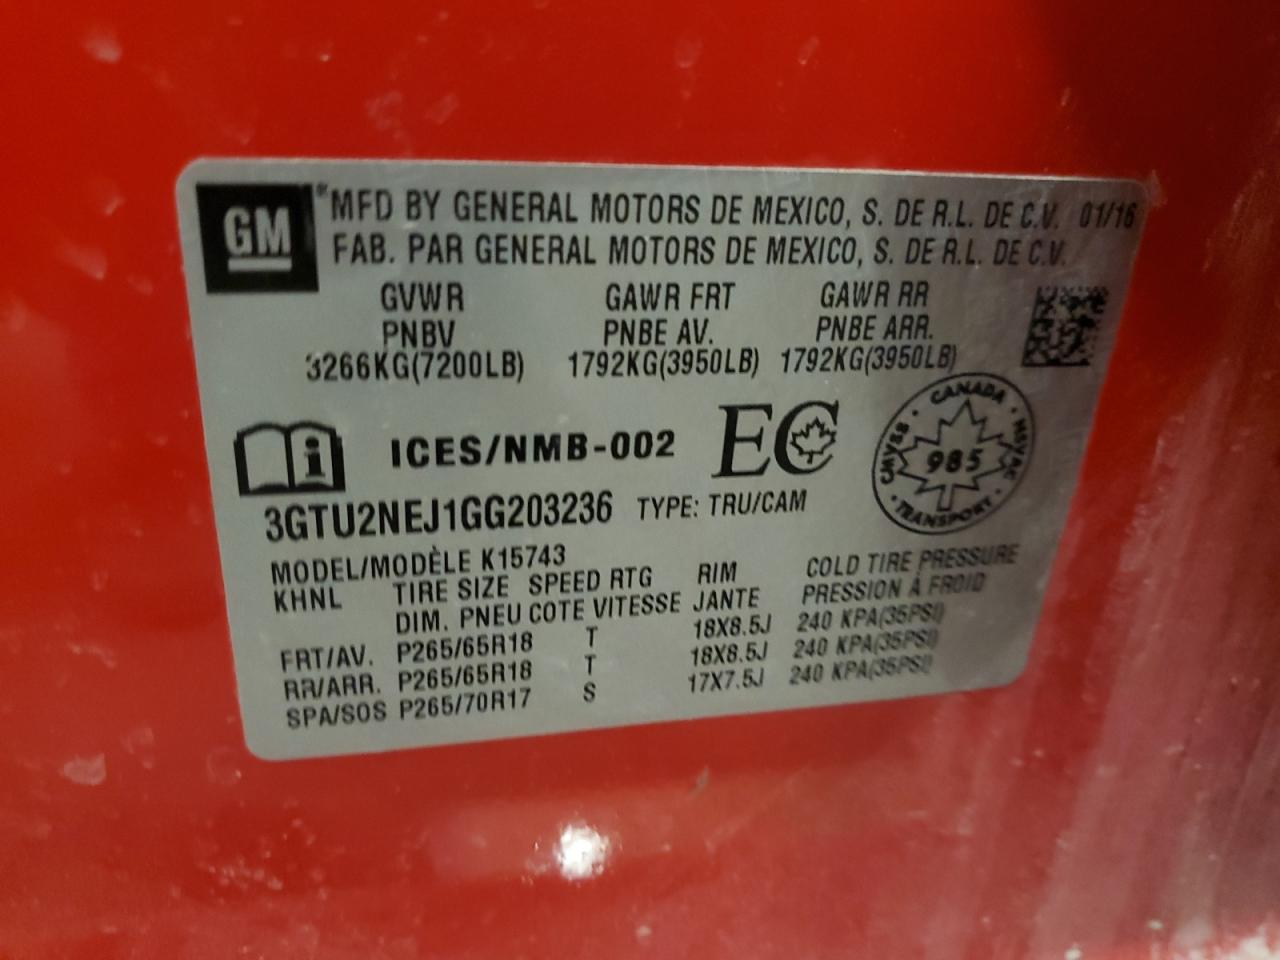 GM
®MFD BY GENERAL MOTORS DE MEXICO, S. DE R.L. DE C.V. 01/16
FAB. PAR GENERAL MOTORS DE MEXICO, S. DE R.L. DE C.V.
GVWR GAWR FRT GAWR RR
PNBV PNBE AV. PNBE ARR.
3266KG(7200LB) 1792KG(3950LB) 1792KG(3950LB)
i ICES/NMB-002 EC
CANADA
CMVSS 985 NSVAC
TRANSPORT
3GTU2NEJ1GG203236 TYPE: TRU/CAM
MODEL/MODÈLE K15743
KHNL TIRE SIZE SPEED RTG RIM COLD TIRE PRESSURE
DIM. PNEU COTE VITESSE JANTE PRESSION À FROID
FRT/AV. P265/65R18 T 18X8.5J 240 KPA(35PSI)
RR/ARR. P265/65R18 T 18X8.5J 240 KPA(35PSI)
SPA/SOS P265/70R17 S 17X7.5J 240 KPA(35PSI)